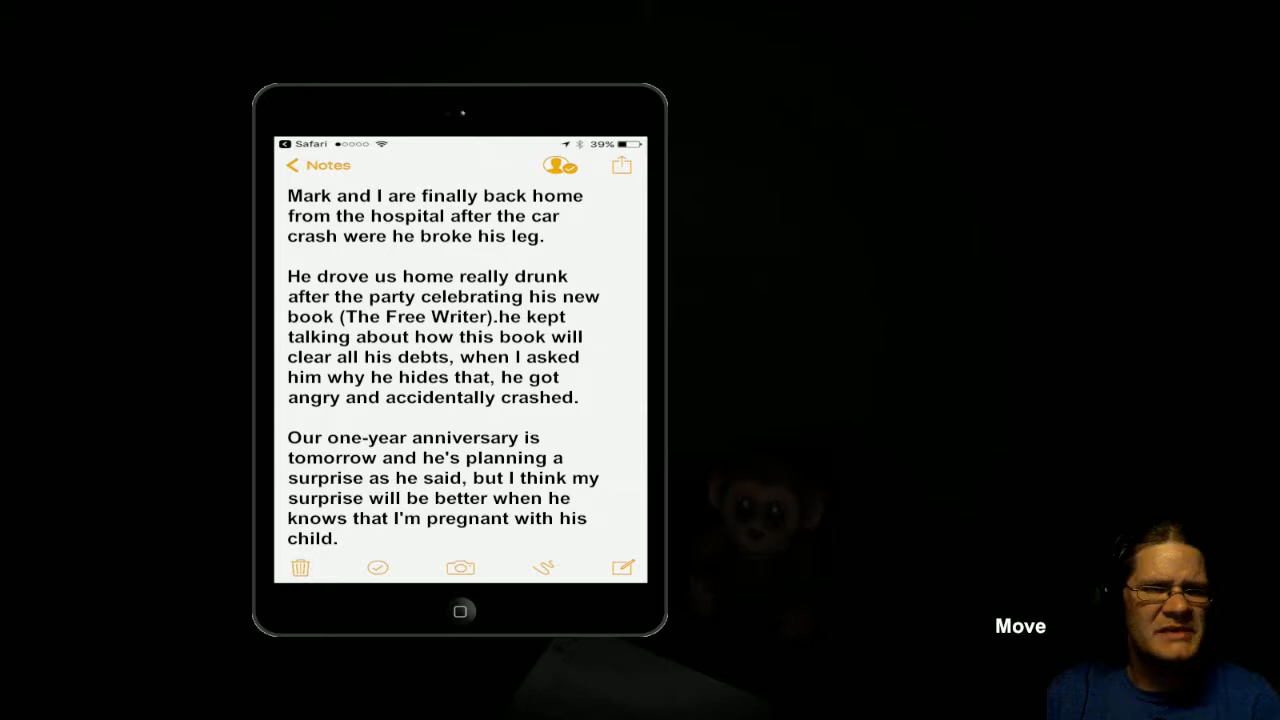 Safari 39%
Notes
Mark and I are finally back home
from the hospital after the car
crash were he broke his leg.
He drove us home really drunk
after the party celebrating his new
book (The Free Writer).he kept
talking about how this book will
clear all his debts, when I asked
him why he hides that, he got
angry and accidentally crashed.
Our one-year anniversary is
tomorrow and he's planning a
surprise as he said, but I think my
surprise will be better when he
knows that I'm pregnant with his
child.
Move